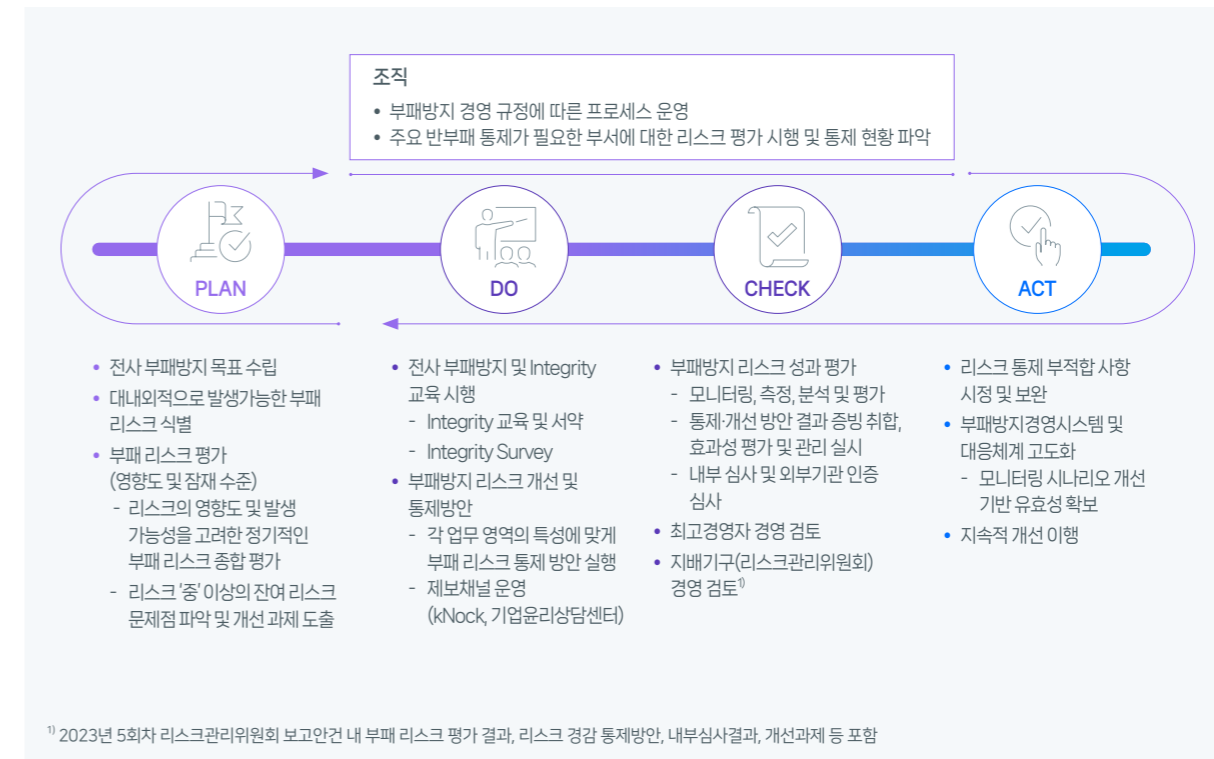 조직
• 부패방지 경영 규정에 따른 프로세스 운영
• 주요 반부패 통제가 필요한 부서에 대한 리스크 평가 시행 및 통제 현황 파악
PLAN
DO
CHECK
ACT
• 전사 부패방지 목표 수립
• 대내외적으로 발생가능한 부패
리스크 식별
• 부패 리스크 평가
(영향도 및 잠재 수준)
- 리스크의 영향도 및 발생
가능성을 고려한 정기적인
부패 리스크 종합 평가
- 리스크 '중' 이상의 잔여 리스크
문제점 파악 및 개선 과제 도출
• 전사 부패방지 및 Integrity
교육 시행
- Integrity 교육 및 서약
- Integrity Survey
• 부패방지 리스크 개선 및
통제방안
- 각 업무 영역의 특성에 맞게
부패 리스크 통제 방안 실행
- 제보채널 운영
(kNock, 기업윤리상담센터)
• 부패방지 리스크 성과 평가
- 모니터링, 측정, 분석 및 평가
- 통제·개선 방안 결과 증빙 취합,
효과성 평가 및 관리 실시
- 내부 심사 및 외부기관 인증
심사
• 최고경영자 경영 검토
• 지배기구(리스크관리위원회)
경영 검토1)
• 리스크 통제 부적합 사항
시정 및 보완
• 부패방지경영시스템 및
대응체계 고도화
- 모니터링 시나리오 개선
기반 유효성 확보
• 지속적 개선 이행
1) 2023년 5회차 리스크관리위원회 보고안건 내 부패 리스크 평가 결과, 리스크 경감 통제방안, 내부심사결과, 개선과제 등 포함